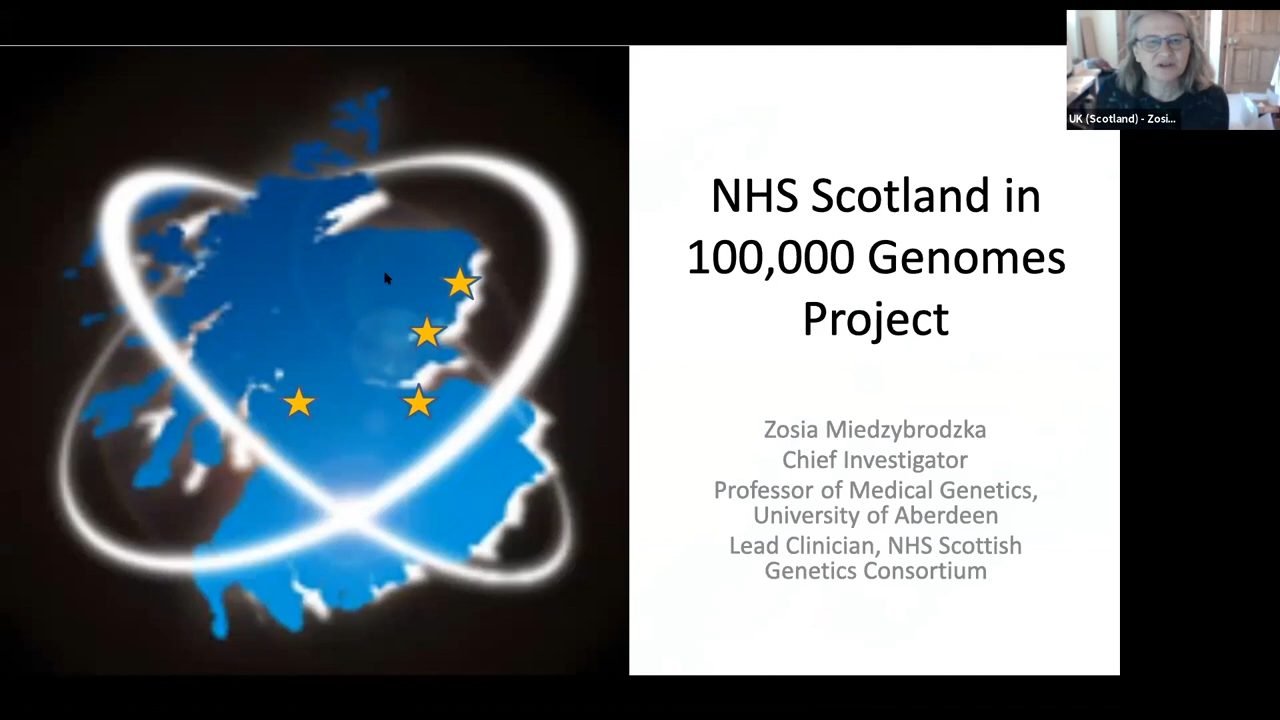 UK (Scotland) - Zosi...
NHS Scotland in
100,000 Genomes
Project
Zosia Miedzybrodzka
Chief Investigator
Professor of Medical Genetics,
University of Aberdeen
Lead Clinician, NHS Scottish
Genetics Consortium